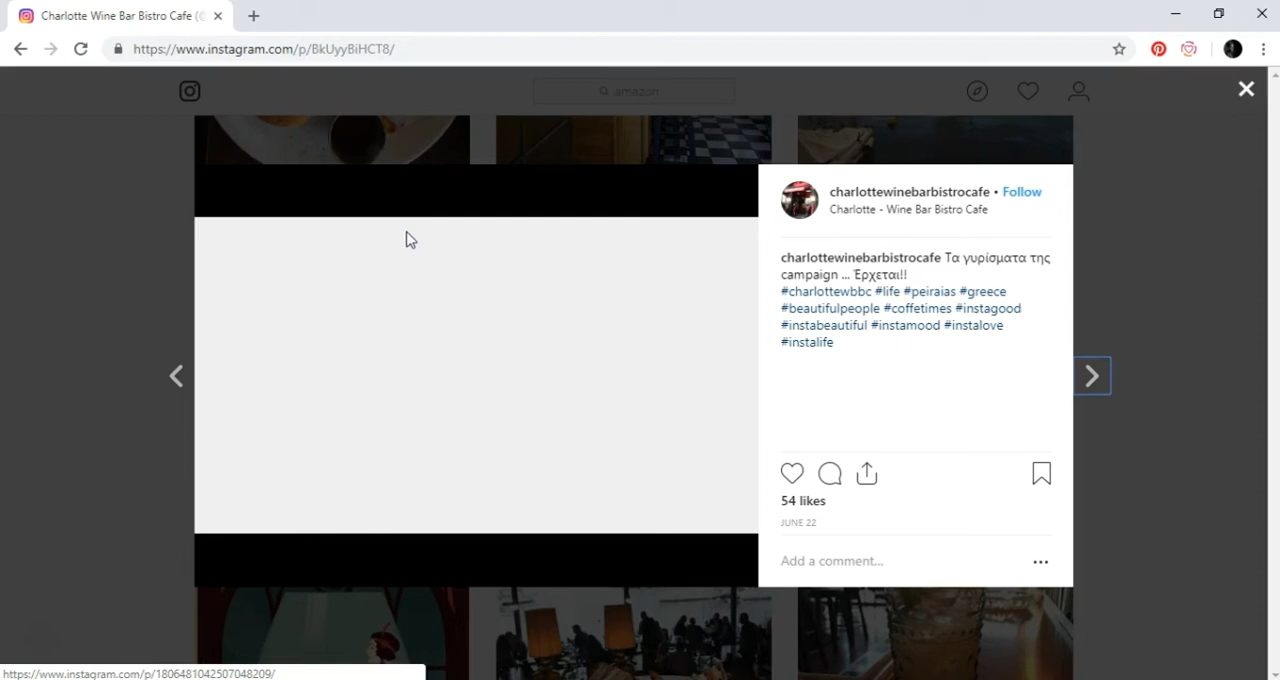 Charlotte Wine Bar Bistro Cafe (@
https://www.instagram.com/p/BkUyyBiHCT8/
amazon
charlottewinebarbistrocafe • Follow
Charlotte - Wine Bar Bistro Cafe
charlottewinebarbistrocafe Τα γυρίσματα της
campaign ... Έρχεται!!
#charlottewbbc #life #peiraias #greece
#beautifulpeople #coffetimes #instagood
#instabeautiful #instamood #instalove
#instalife
54 likes
JUNE 22
Add a comment...
https://www.instagram.com/p/1806481042507048209/